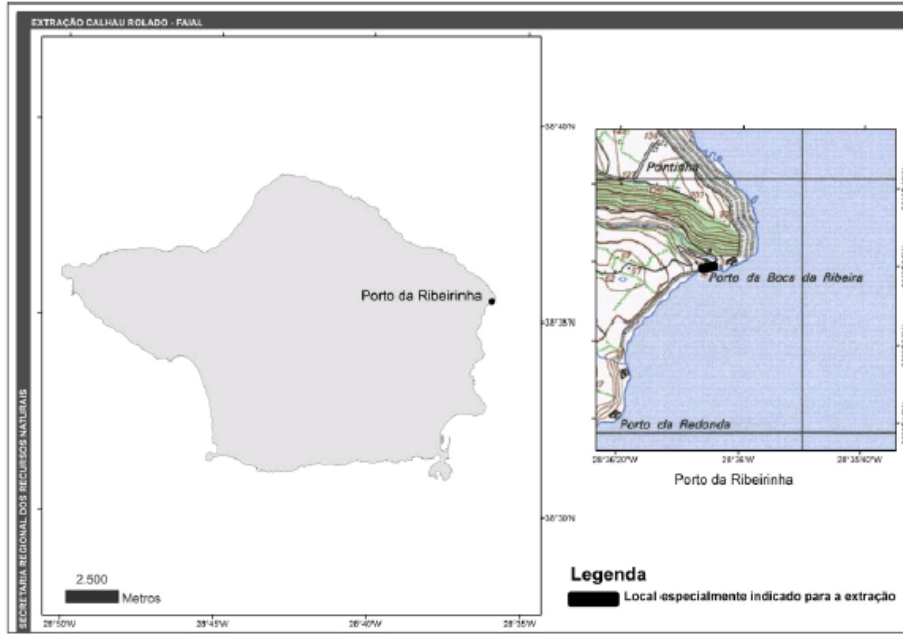 EXTRAÇÃO CALHAU ROLADO - FAIAL
SECRETARIA REGIONAL DOS RECURSOS NATURAIS
Porto da Ribeirinha
38°40'N
38°35'N
38°30'N
2.500
Metros
28°50'W
28°45'W
28°40'W
28°35'W
Pontinha
Porto da Boca da Ribeira
Porto da Redonda
28°36'20"W
28°36'W
28°35'40"W
Porto da Ribeirinha
Legenda
Local especialmente indicado para a extração